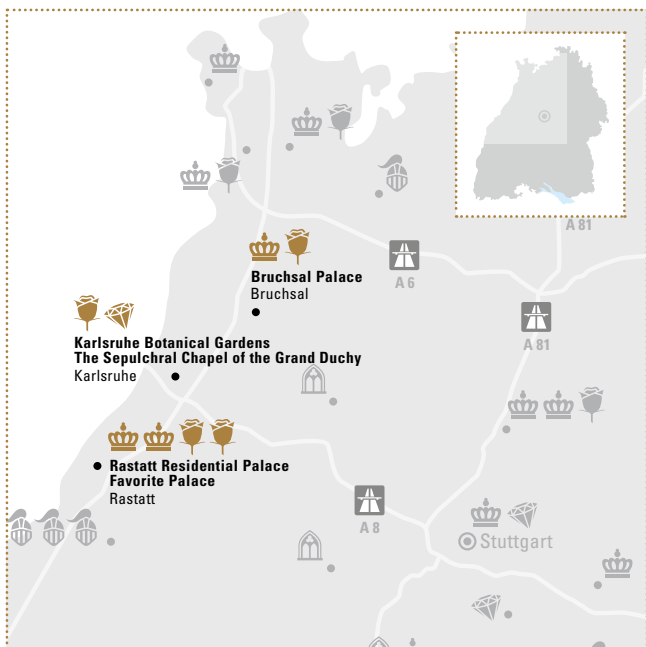 A 81
A 6
Bruchsal Palace
Bruchsal
A 81
Karlsruhe Botanical Gardens
The Sepulchral Chapel of the Grand Duchy
Karlsruhe
Rastatt Residential Palace
Favorite Palace
Rastatt
A 8
Stuttgart